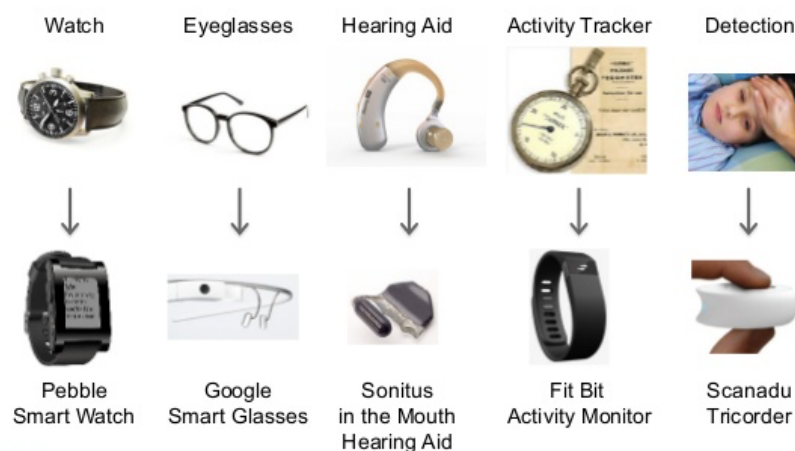 Watch
Eyeglasses
Hearing Aid
Activity Tracker
Detection
Pebble
Smart Watch
Google
Smart Glasses
Sonitus
in the Mouth
Hearing Aid
Fit Bit
Activity Monitor
Scanadu
Tricorder